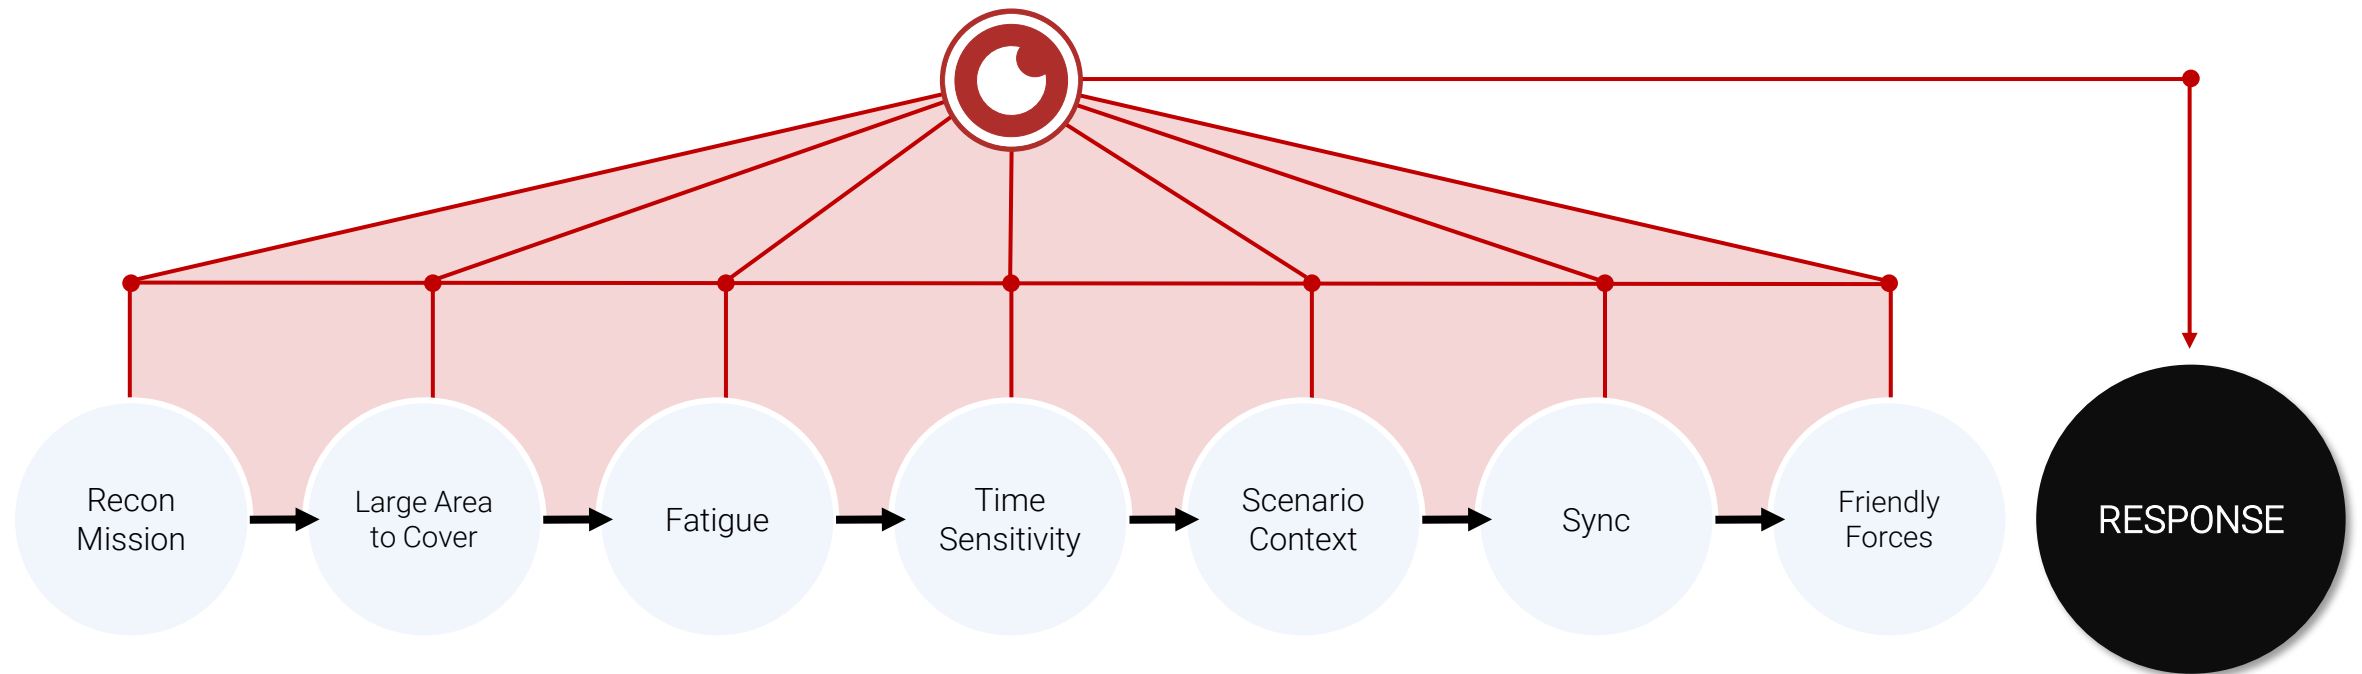 Recon
Mission
Large Area
to Cover
Fatigue
Time
Sensitivity
Scenario
Context
Sync
Friendly
Forces
RESPONSE